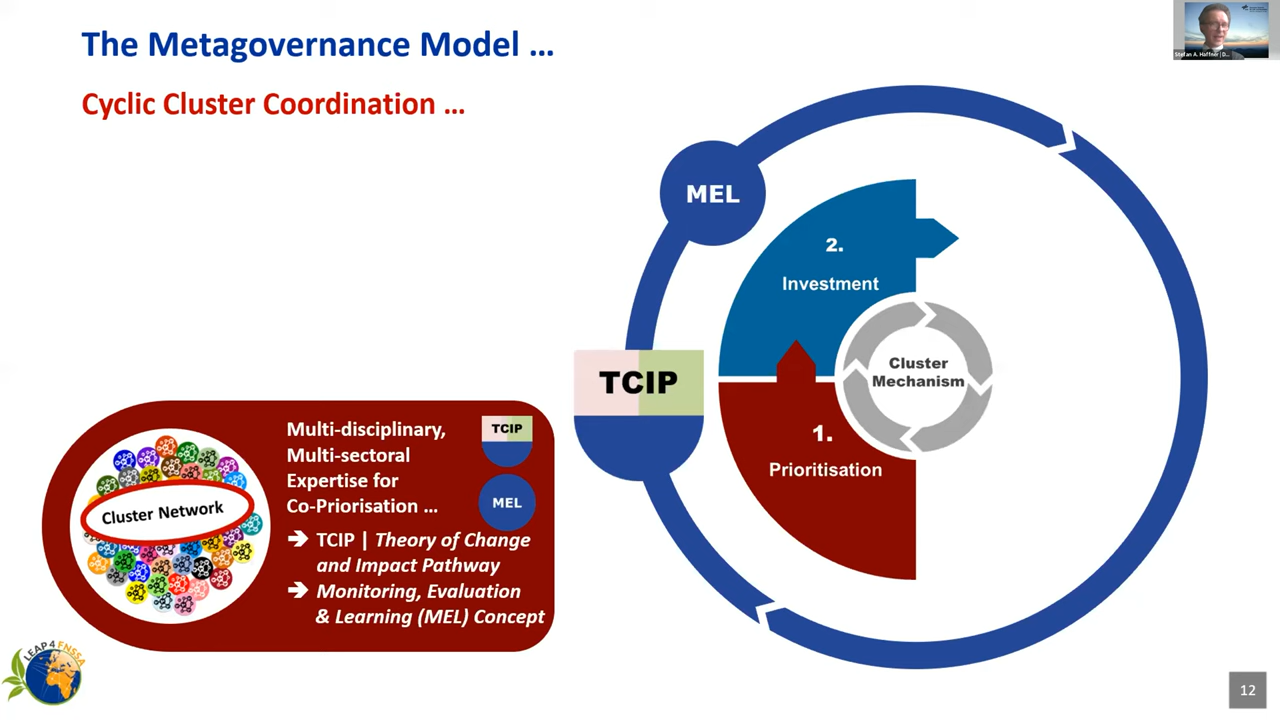 The Metagovernance Model ...
Cyclic Cluster Coordination ...
Stefan A. Haffner | D...
MEL
2.
Investment
TCIP
Cluster
Mechanism
1.
Prioritisation
Cluster Network
Multi-disciplinary,
Multi-sectoral
Expertise for
Co-Priorisation ...
TCIP
MEL
➔ TCIP | Theory of Change
and Impact Pathway
➔ Monitoring, Evaluation
& Learning (MEL) Concept
LEAP4FNSSA
12